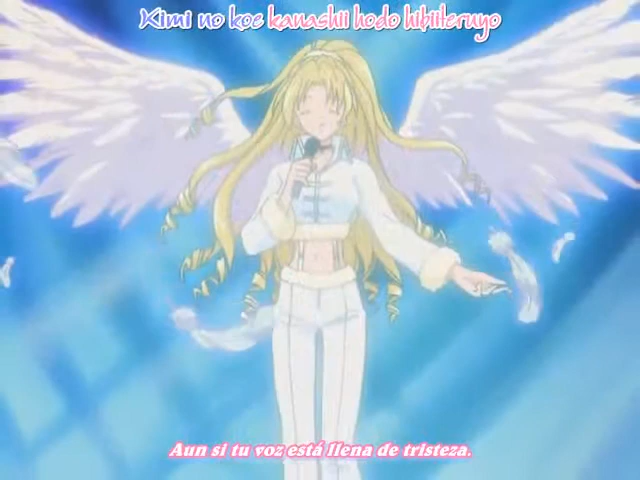 Kimi no koe kanashii hodo hibiiteruyo
Aun si tu voz está llena de tristeza.